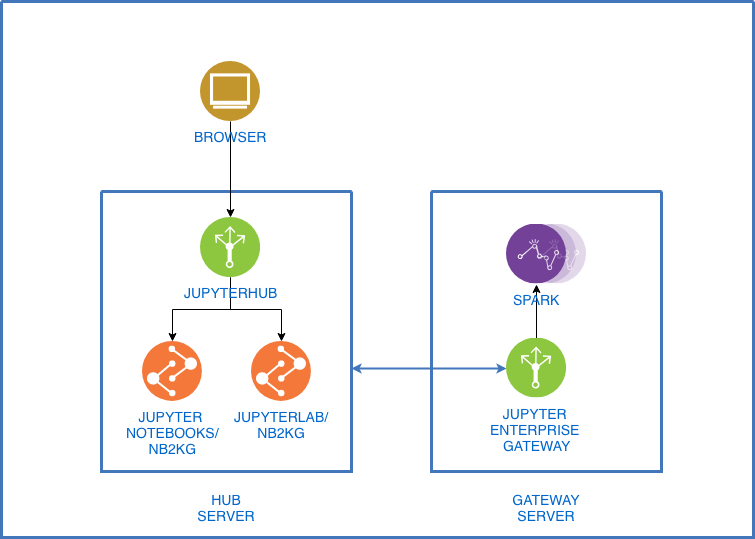 BROWSER
JUPYTERHUB
JUPYTER
NOTEBOOKS/
NB2KG
JUPYTERLAB/
NB2KG
HUB
SERVER
SPARK
JUPYTER
ENTERPRISE
GATEWAY
GATEWAY
SERVER